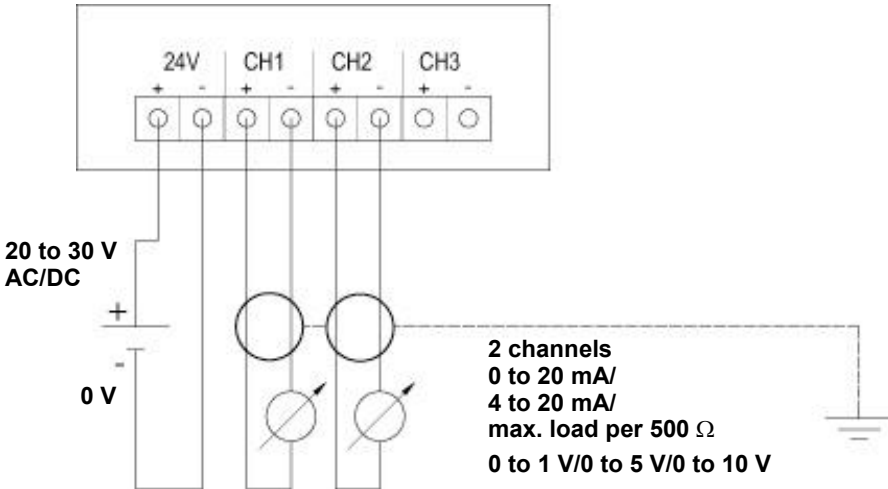 24V CH1 CH2 CH3
+ - + - + - + -
20 to 30 V
AC/DC
+
-
0 V
2 channels
0 to 20 mA/
4 to 20 mA/
max. load per 500 Ω
0 to 1 V/0 to 5 V/0 to 10 V